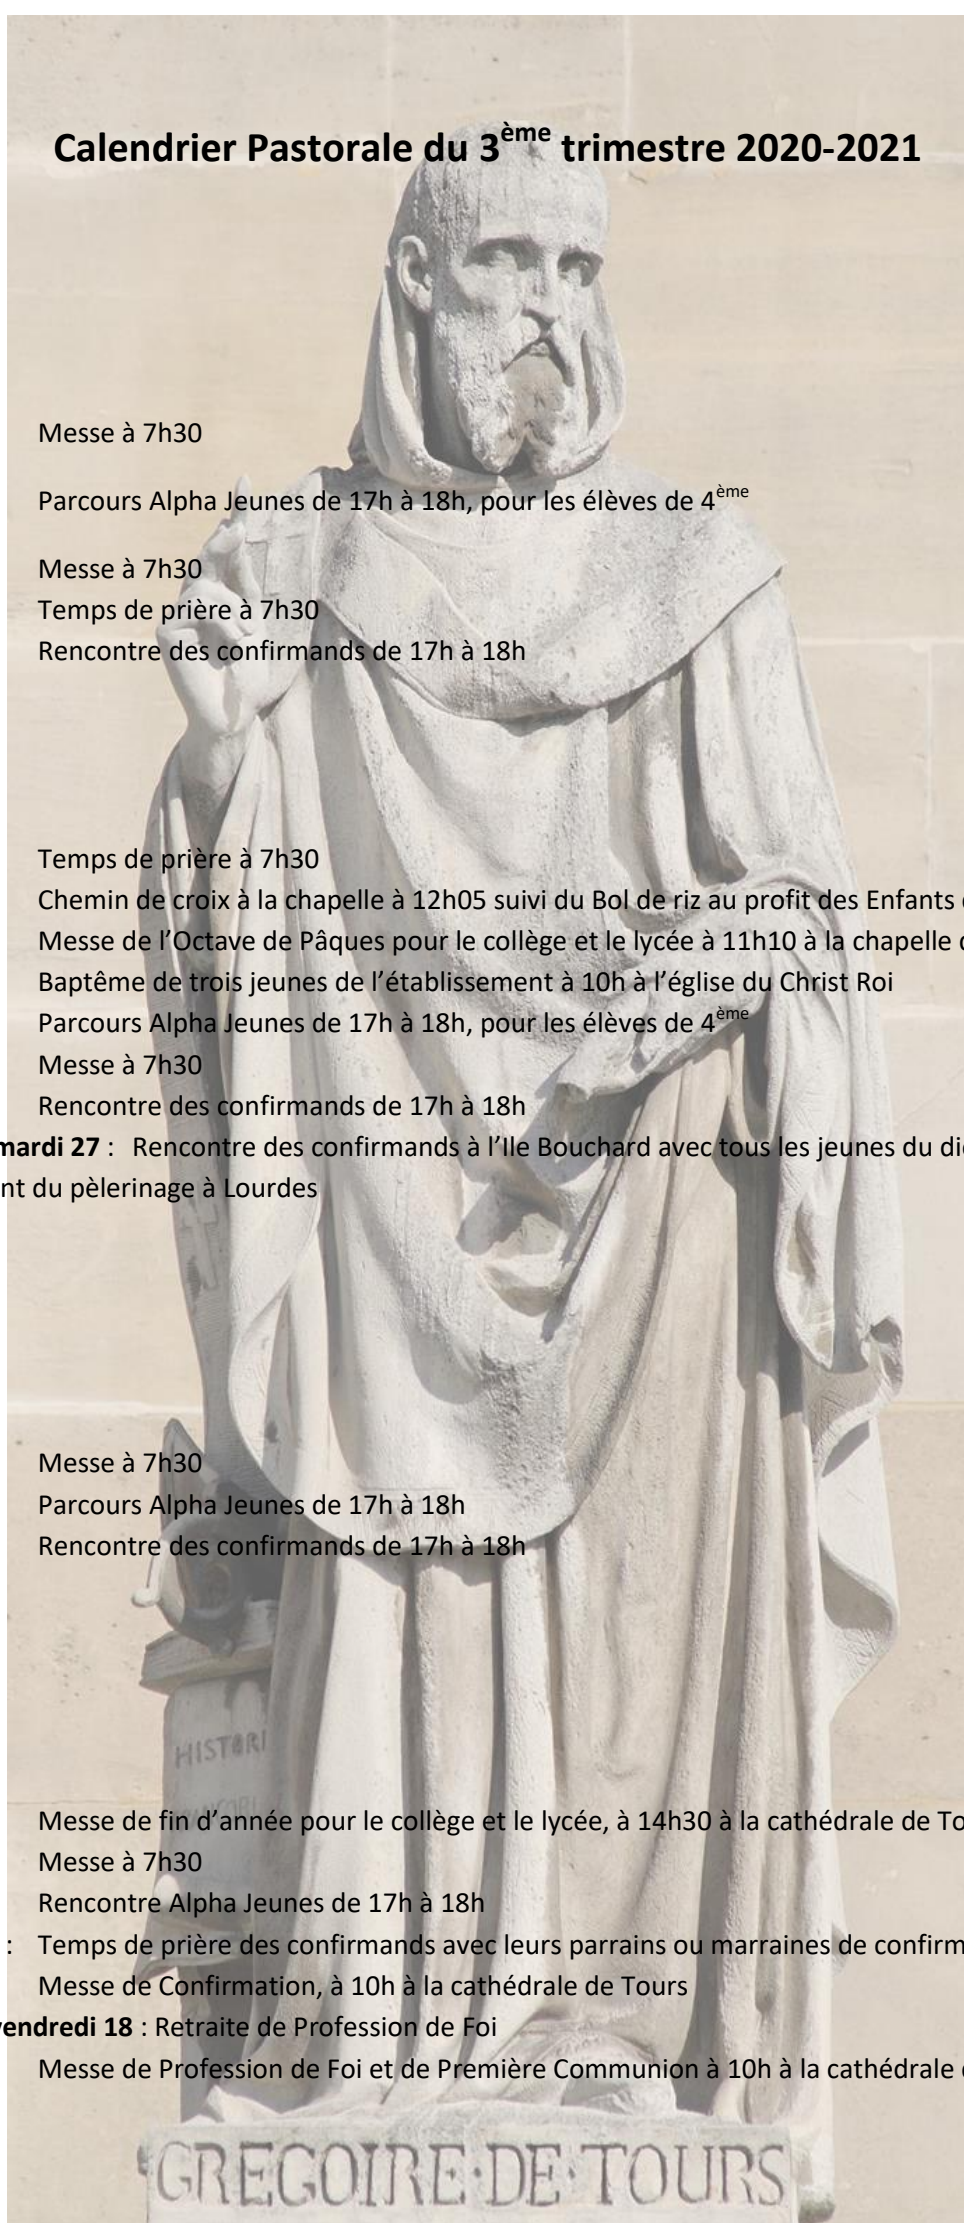 Calendrier Pastorale du 3ème trimestre 2020-2021
Messe à 7h30
Parcours Alpha Jeunes de 17h à 18h, pour les élèves de 4ème
Messe à 7h30
Temps de prière à 7h30
Rencontre des confirmands de 17h à 18h
Temps de prière à 7h30
Chemin de croix à la chapelle à 12h05 suivi du Bol de riz au profit des Enfants
Messe de l’Octave de Pâques pour le collège et le lycée à 11h10 à la chapelle
Baptême de trois jeunes de l’établissement à 10h à l’église du Christ Roi
Parcours Alpha Jeunes de 17h à 18h, pour les élèves de 4ème
Messe à 7h30
Rencontre des confirmands de 17h à 18h
mardi 27 : Rencontre des confirmands à l’Ile Bouchard avec tous les jeunes du
nt du pèlerinage à Lourdes
Messe à 7h30
Parcours Alpha Jeunes de 17h à 18h
Rencontre des confirmands de 17h à 18h
HISTORI
Messe de fin d’année pour le collège et le lycée, à 14h30 à la cathédrale de To
Messe à 7h30
Rencontre Alpha Jeunes de 17h à 18h
: Temps de prière des confirmands avec leurs parrains ou marraines de confirm
Messe de Confirmation, à 10h à la cathédrale de Tours
vendredi 18 : Retraite de Profession de Foi
Messe de Profession de Foi et de Première Communion à 10h à la cathédrale
GREGOIRE·DE·TOURS